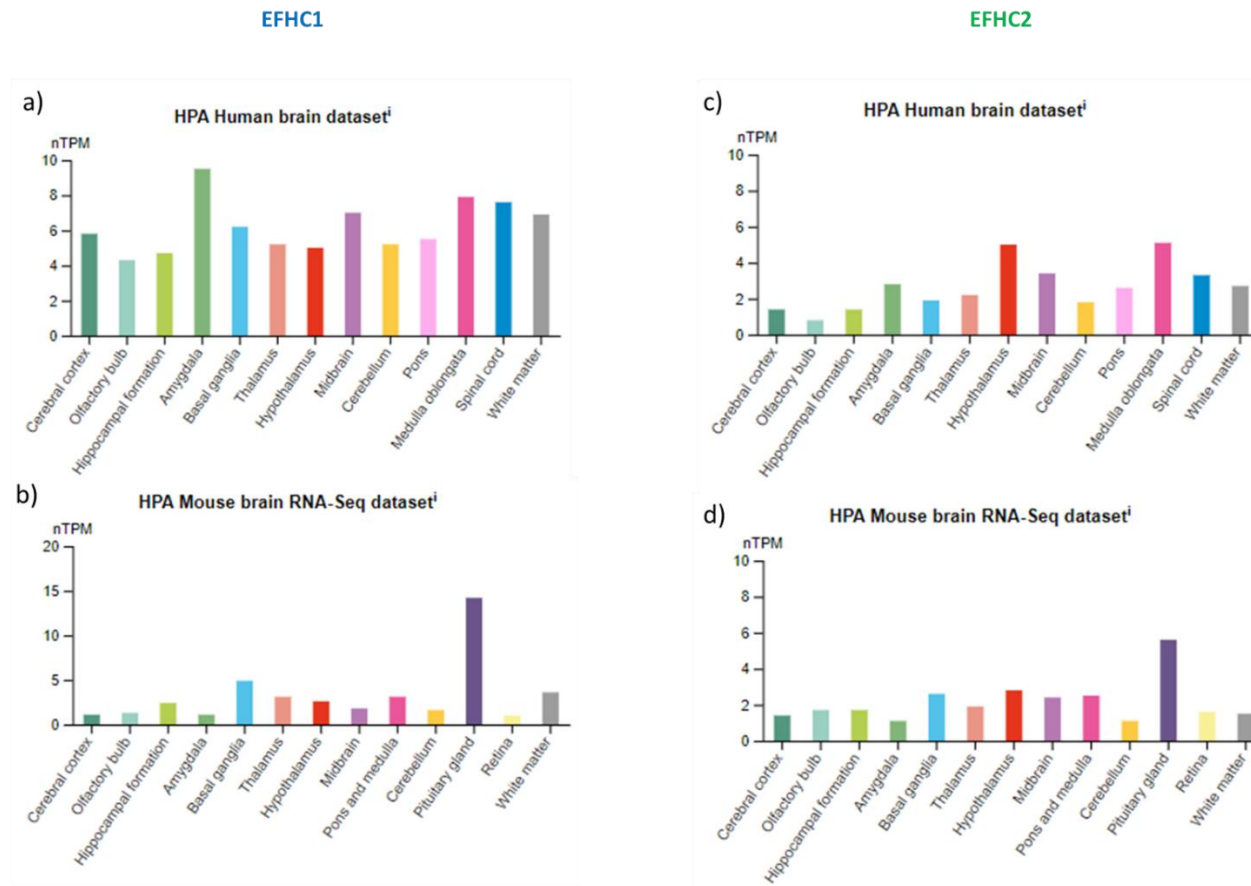 EFHC1
EFHC2
a)
HPA Human brain datasetⁱ
nTPM
10
8
6
4
2
0
Cerebral cortex
Olfactory bulb
Hippocampal formation
Amygdala
Basal ganglia
Thalamus
Hypothalamus
Midbrain
Cerebellum
Pons
Medulla oblongata
Spinal cord
White matter
b)
HPA Mouse brain RNA-Seq datasetⁱ
nTPM
20
15
10
5
0
Cerebral cortex
Olfactory bulb
Hippocampal formation
Amygdala
Basal ganglia
Thalamus
Hypothalamus
Midbrain
Pons and medulla
Cerebellum
Pituitary gland
Retina
White matter
c)
HPA Human brain datasetⁱ
nTPM
10
8
6
4
2
0
Cerebral cortex
Olfactory bulb
Hippocampal formation
Amygdala
Basal ganglia
Thalamus
Hypothalamus
Midbrain
Cerebellum
Pons
Medulla oblongata
Spinal cord
White matter
d)
HPA Mouse brain RNA-Seq datasetⁱ
nTPM
10
8
6
4
2
0
Cerebral cortex
Olfactory bulb
Hippocampal formation
Amygdala
Basal ganglia
Thalamus
Hypothalamus
Midbrain
Pons and medulla
Cerebellum
Pituitary gland
Retina
White matter